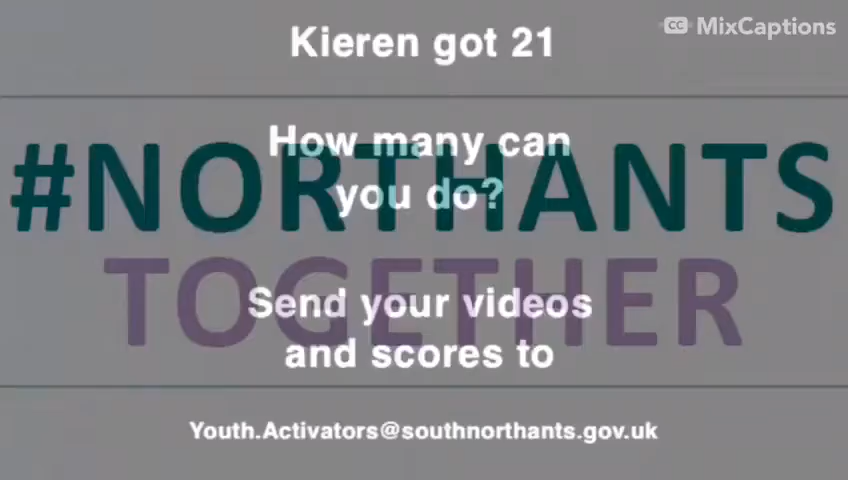 Kieren got 21
CC MixCaptions
How many can
you do?
#NORTHANTS
TOGETHER
Send your videos
and scores to
Youth.Activators@southnorthants.gov.uk